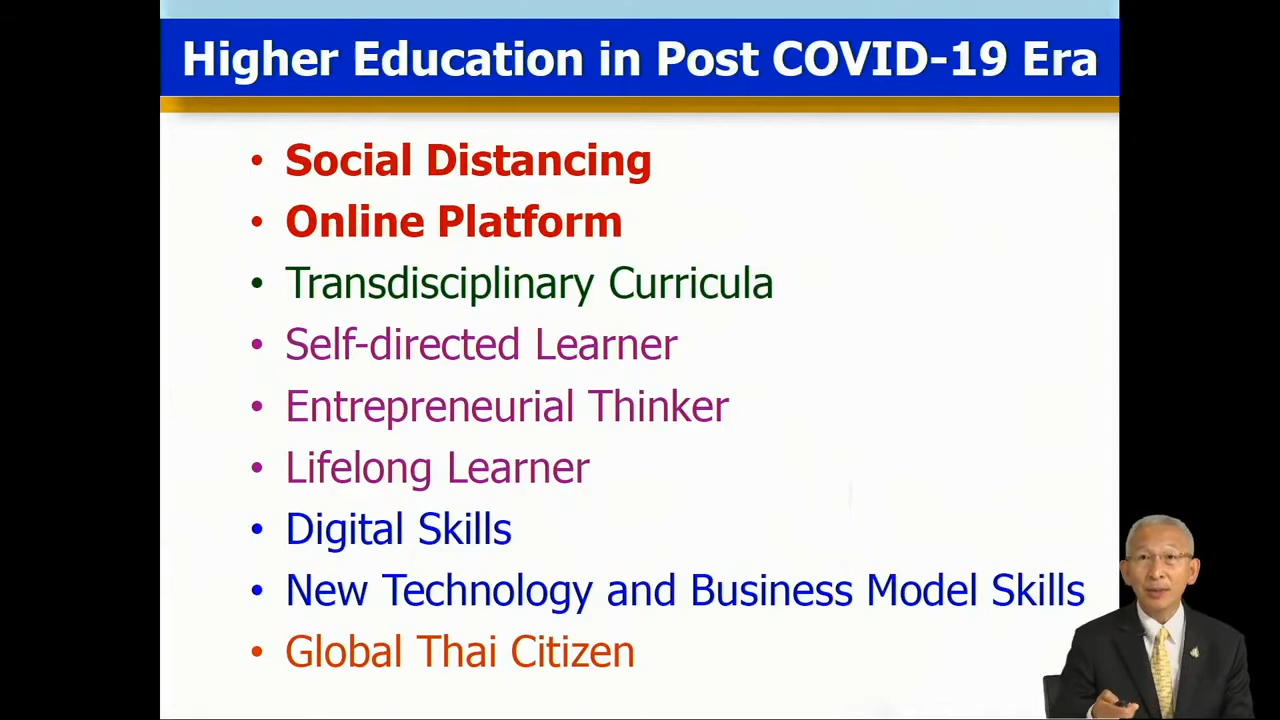 Higher Education in Post COVID-19 Era
• Social Distancing
• Online Platform
• Transdisciplinary Curricula
• Self-directed Learner
• Entrepreneurial Thinker
• Lifelong Learner
• Digital Skills
• New Technology and Business Model Skills
• Global Thai Citizen